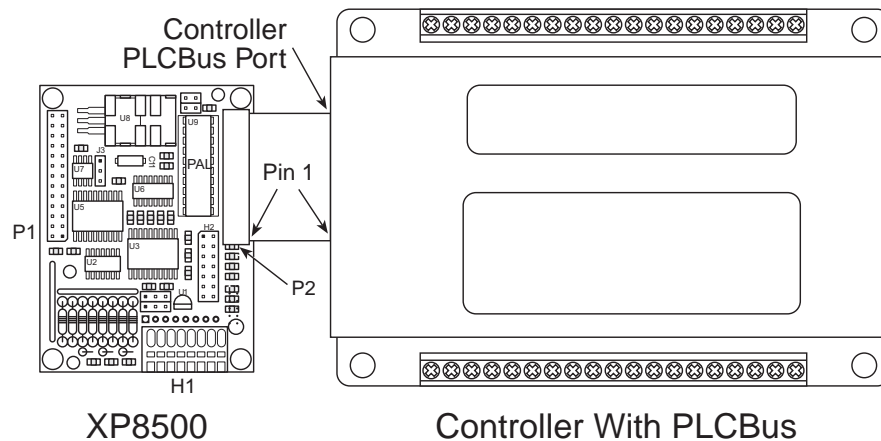 Controller
PLCBus Port
U8
U9
J3
C11
PAL
U7
U6
Pin 1
U5
P1
H2
U3
U2
P2
U1
H1
XP8500
Controller With PLCBus